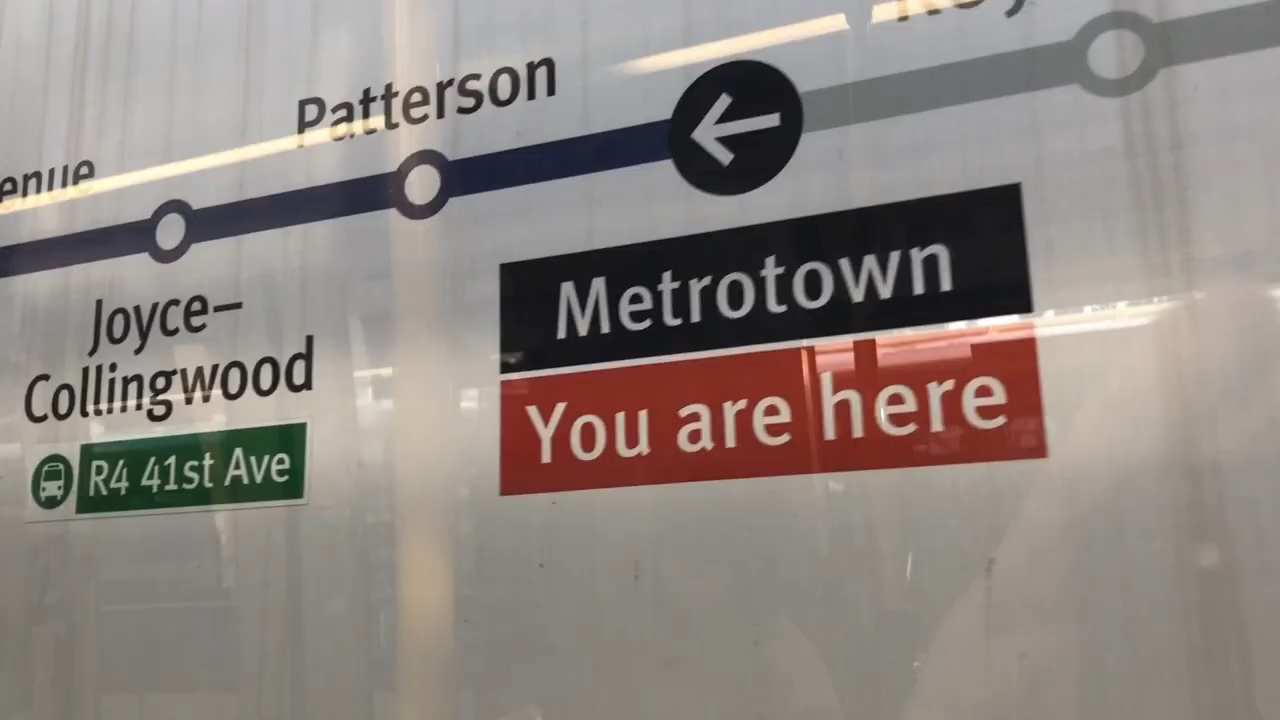 Patterson
enue
Joyce–
Collingwood
R4 41st Ave
Metrotown
You are here